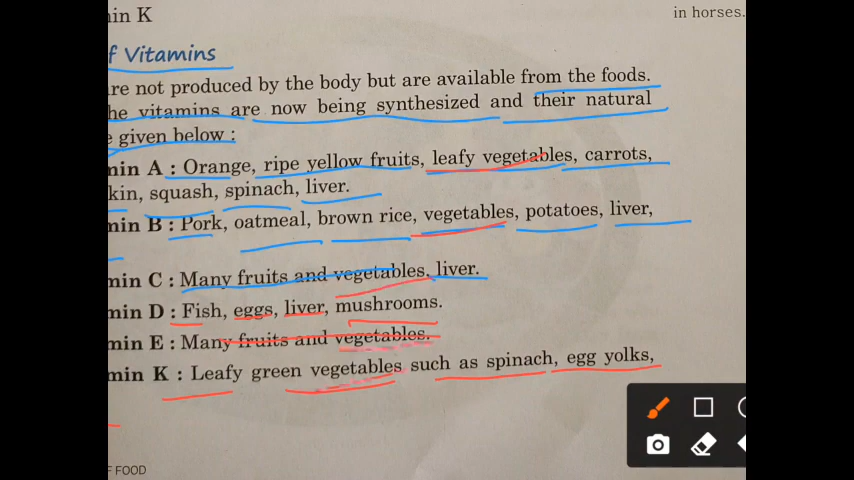 in K
in horses.
f Vitamins
re not produced by the body but are available from the foods.
he vitamins are now being synthesized and their natural
e given below :
min A : Orange, ripe yellow fruits, leafy vegetables, carrots,
kin, squash, spinach, liver.
min B : Pork, oatmeal, brown rice, vegetables, potatoes, liver,
min C : Many fruits and vegetables, liver.
min D : Fish, eggs, liver, mushrooms.
min E : Many fruits and vegetables.
min K : Leafy green vegetables such as spinach, egg yolks,
F FOOD